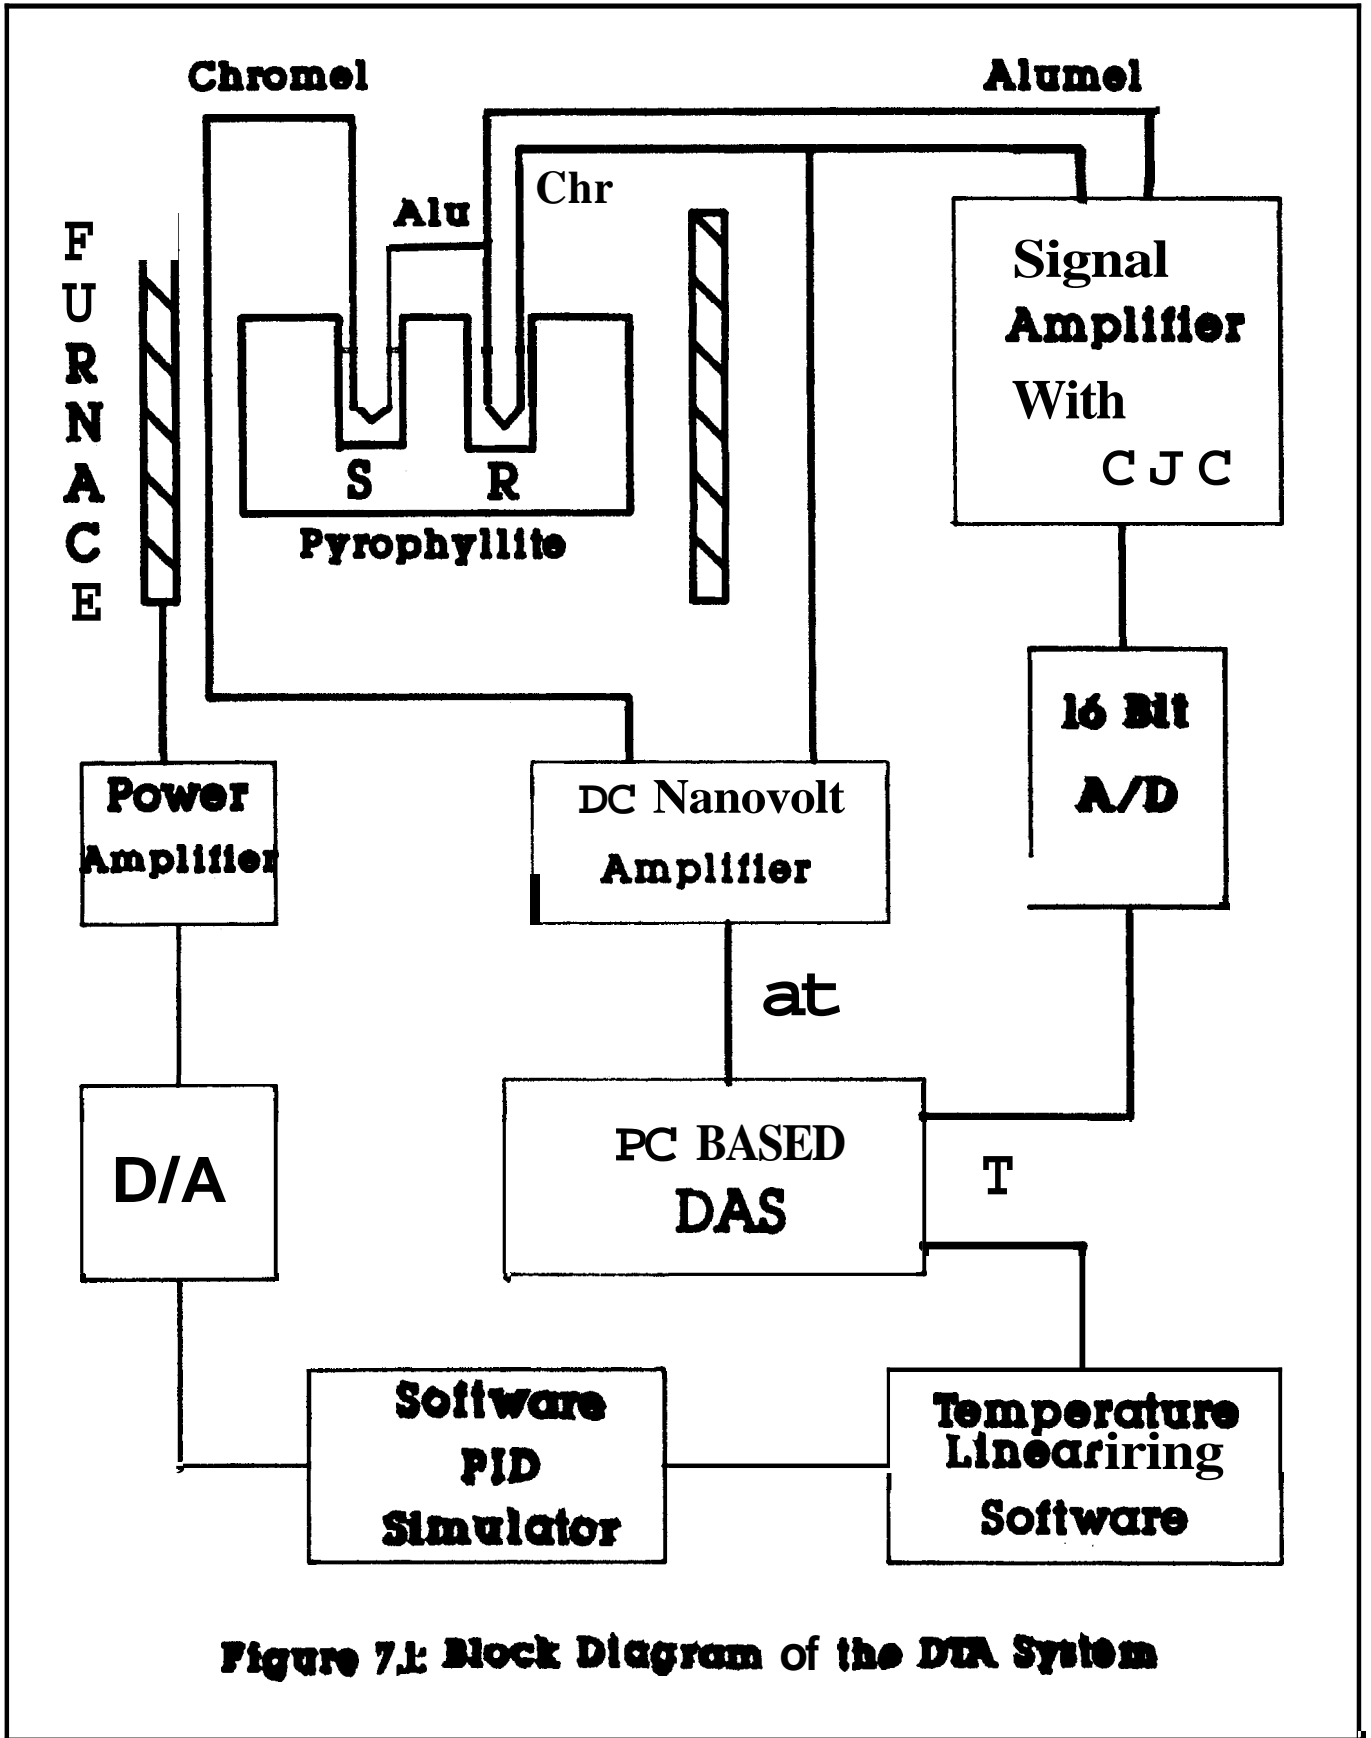 Chromel
Alumel
Chr
Alu
FURNACE
Signal
Amplifier
With
CJC
S
R
Pyrophyllite
16 Bit
A/D
Power
Amplifier
DC Nanovolt
Amplifier
at
D/A
PC BASED
DAS
T
Software
PID
Simulator
Temperature
Lineariring
Software
Figure 7.1: Block Diagram of the DTA System